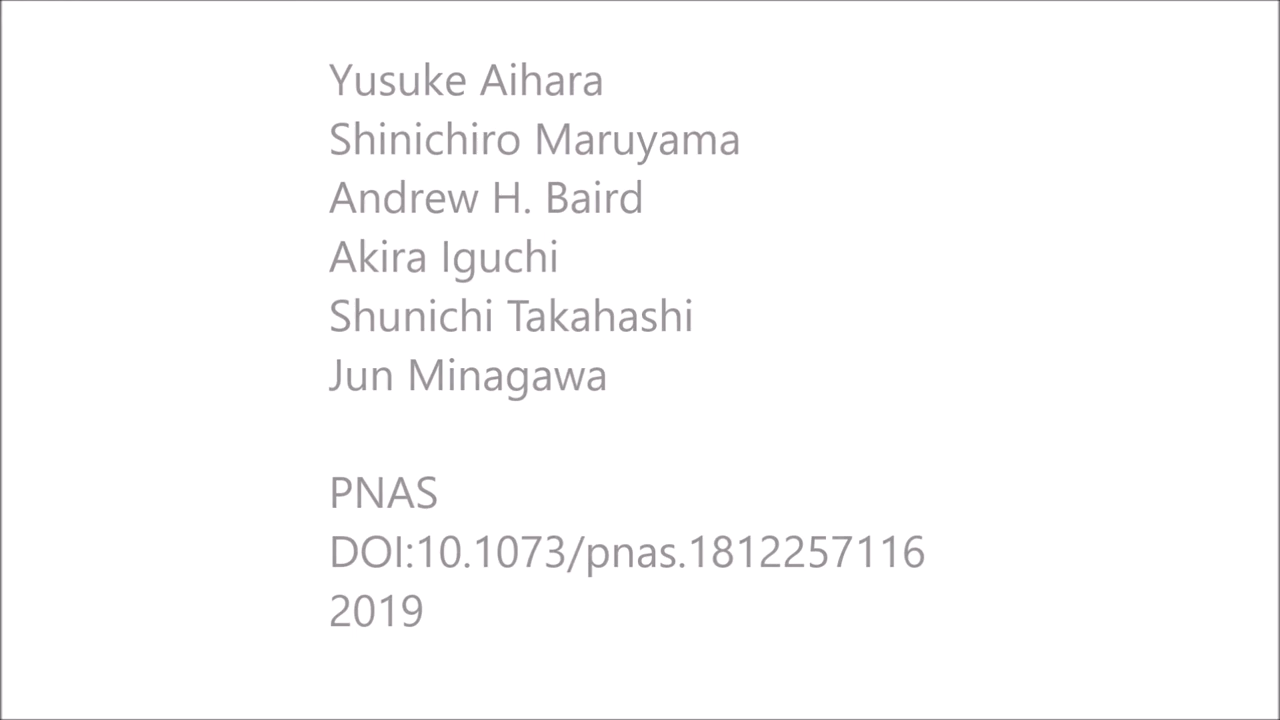 Yusuke Aihara
Shinichiro Maruyama
Andrew H. Baird
Akira Iguchi
Shunichi Takahashi
Jun Minagawa
PNAS
DOI:10.1073/pnas.1812257116
2019